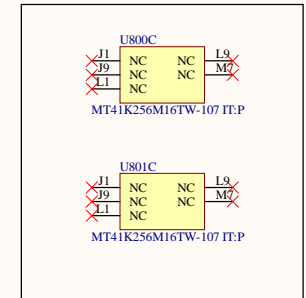 U800C
J1 NC NC L9
J9 NC NC M7
L1 NC
MT41K256M16TW-107 IT:P
U801C
J1 NC NC L9
J9 NC NC M7
L1 NC
MT41K256M16TW-107 IT:P